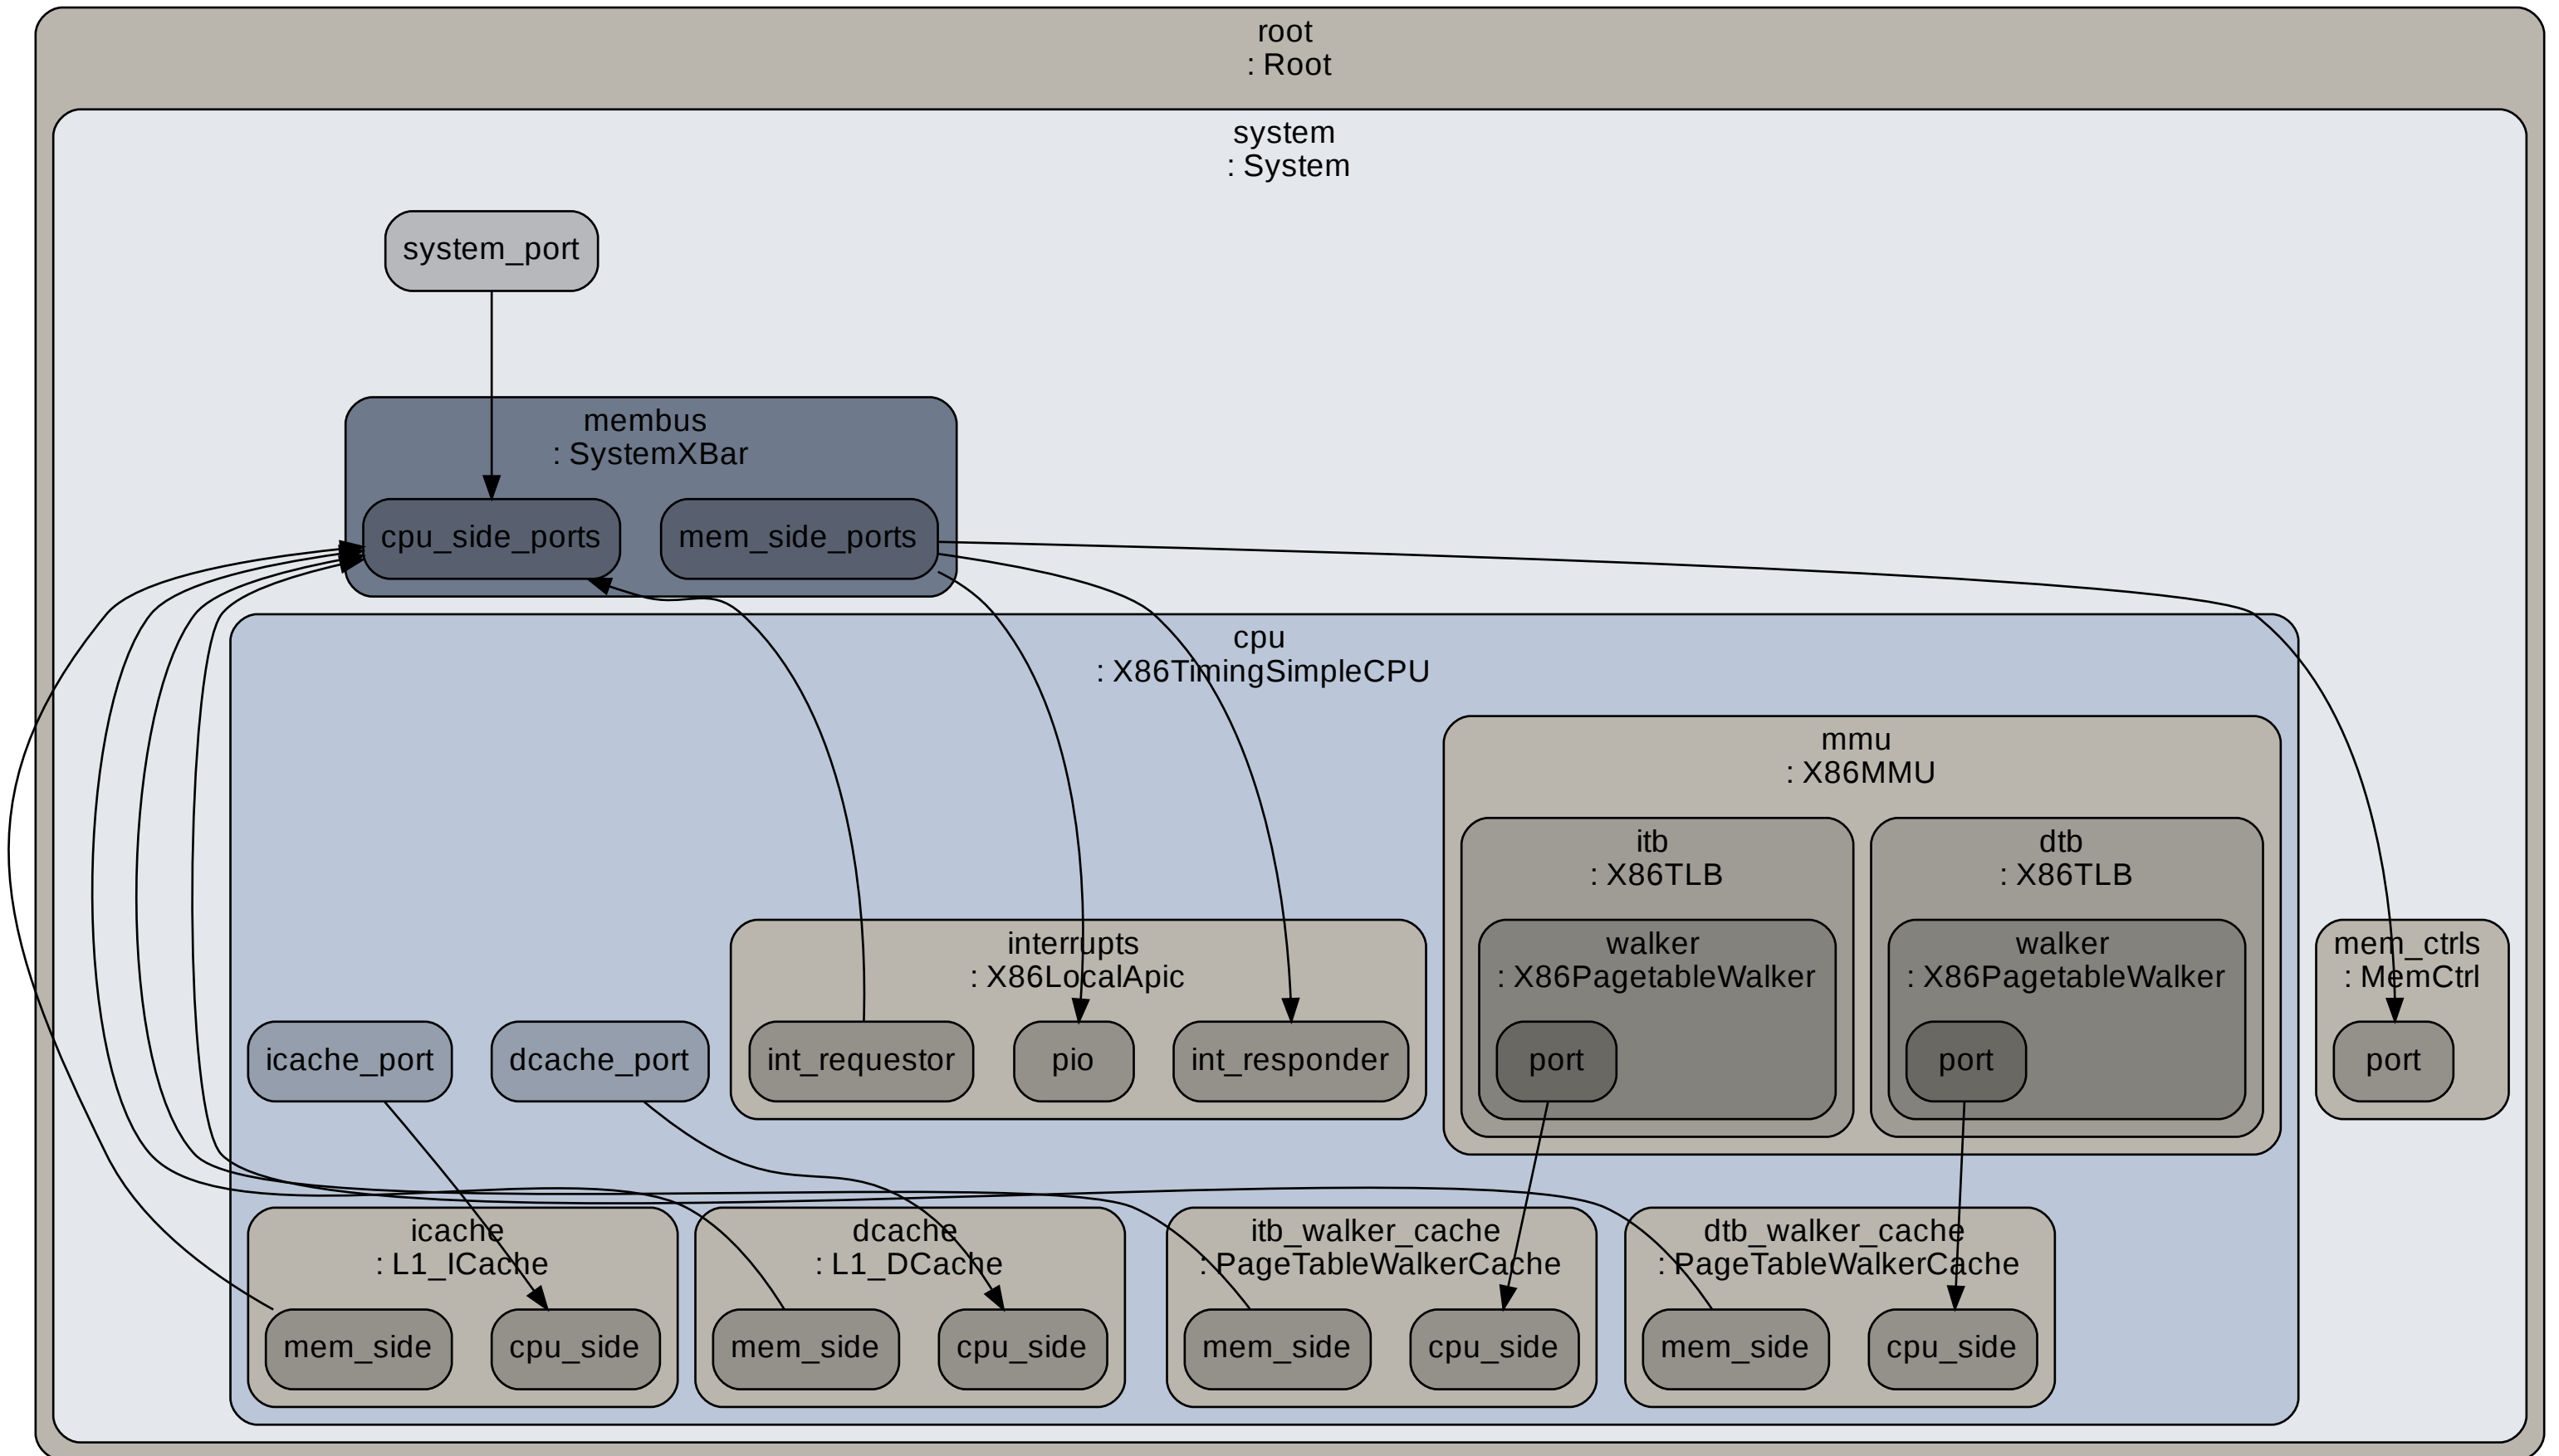 root
: Root
system
: System
system_port
membus
: SystemXBar
cpu_side_ports
mem_side_ports
cpu
: X86TimingSimpleCPU
mmu
: X86MMU
itb
: X86TLB
dtb
: X86TLB
interrupts
: X86LocalApic
walker
: X86PagetableWalker
walker
: X86PagetableWalker
mem_ctrls
: MemCtrl
icache_port
dcache_port
int_requestor
pio
int_responder
port
port
port
icache
: L1_ICache
dcache
: L1_DCache
itb_walker_cache
: PageTableWalkerCache
dtb_walker_cache
: PageTableWalkerCache
mem_side
cpu_side
mem_side
cpu_side
mem_side
cpu_side
mem_side
cpu_side